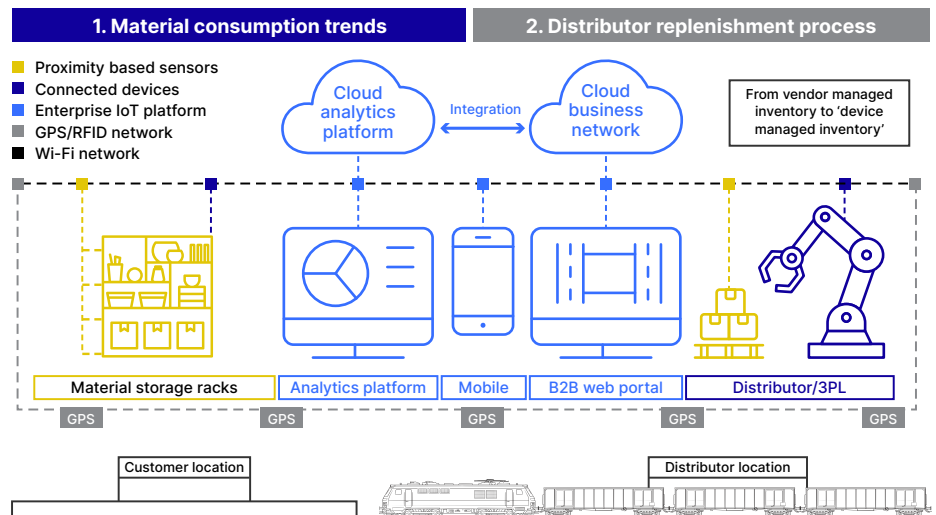 1. Material consumption trends
2. Distributor replenishment process
Proximity based sensors
Connected devices
Enterprise IoT platform
GPS/RFID network
Wi-Fi network
Cloud
analytics
platform
Integration
Cloud
business
network
From vendor managed
inventory to ‘device
managed inventory’
Material storage racks
Analytics platform
Mobile
B2B web portal
Distributor/3PL
GPS
GPS
GPS
GPS
GPS
Customer location
Distributor location